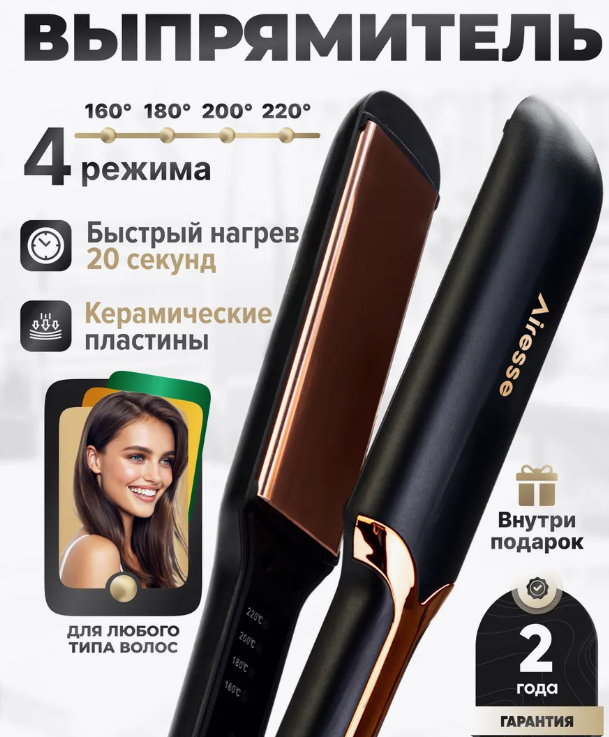 ВЫПРЯМИТЕЛЬ
160° 180° 200° 220°
4 режима
Быстрый нагрев
20 секунд
Керамические
пластины
Airesse
ДЛЯ ЛЮБОГО
ТИПА ВОЛОС
220℃
200℃
180℃
160℃
Внутри
подарок
2
года
ГАРАНТИЯ